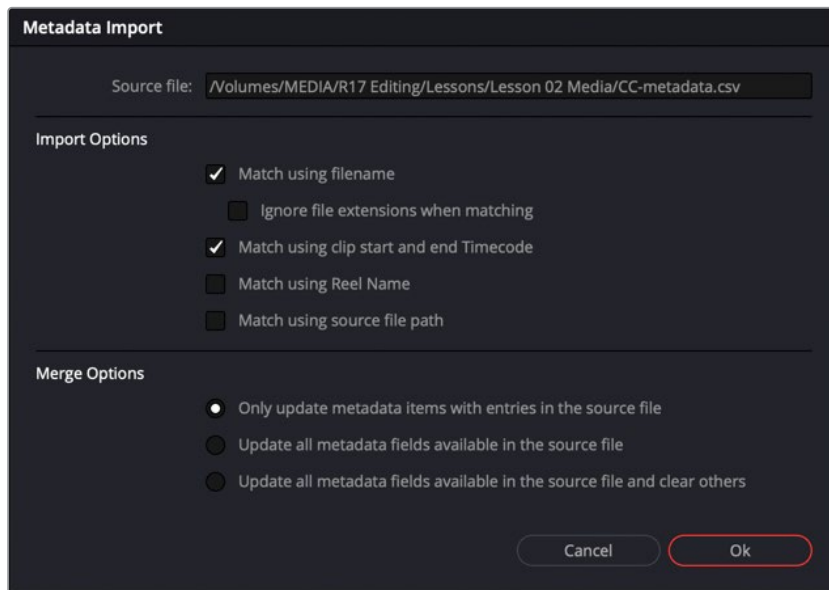 Metadata Import
Source file: /Volumes/MEDIA/R17 Editing/Lessons/Lesson 02 Media/CC-metadata.csv
Import Options
Match using filename
Ignore file extensions when matching
Match using clip start and end Timecode
Match using Reel Name
Match using source file path
Merge Options
Only update metadata items with entries in the source file
Update all metadata fields available in the source file
Update all metadata fields available in the source file and clear others
Cancel Ok